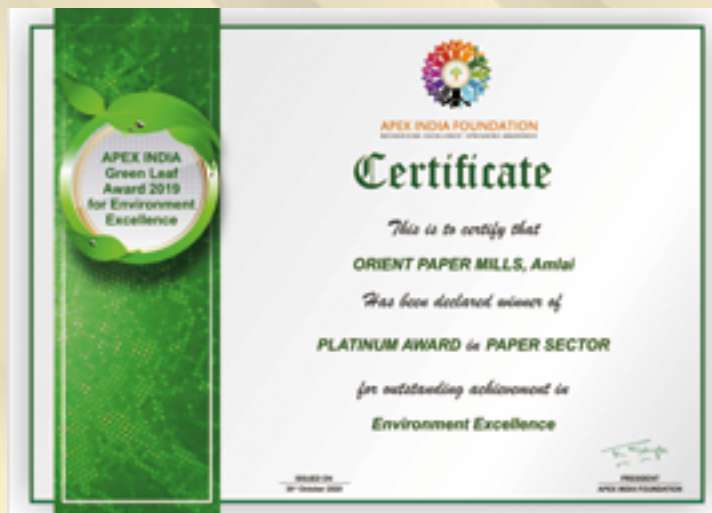 APEX INDIA
Green Leaf
Award 2019
for Environment
Excellence
APEX INDIA FOUNDATION
Certificate
This is to certify that
ORIENT PAPER MILLS, Amlai
Has been declared winner of
PLATINUM AWARD in PAPER SECTOR
for outstanding achievement in
Environment Excellence
ISSUED ON
October 2020
PRESIDENT
APEX INDIA FOUNDATION